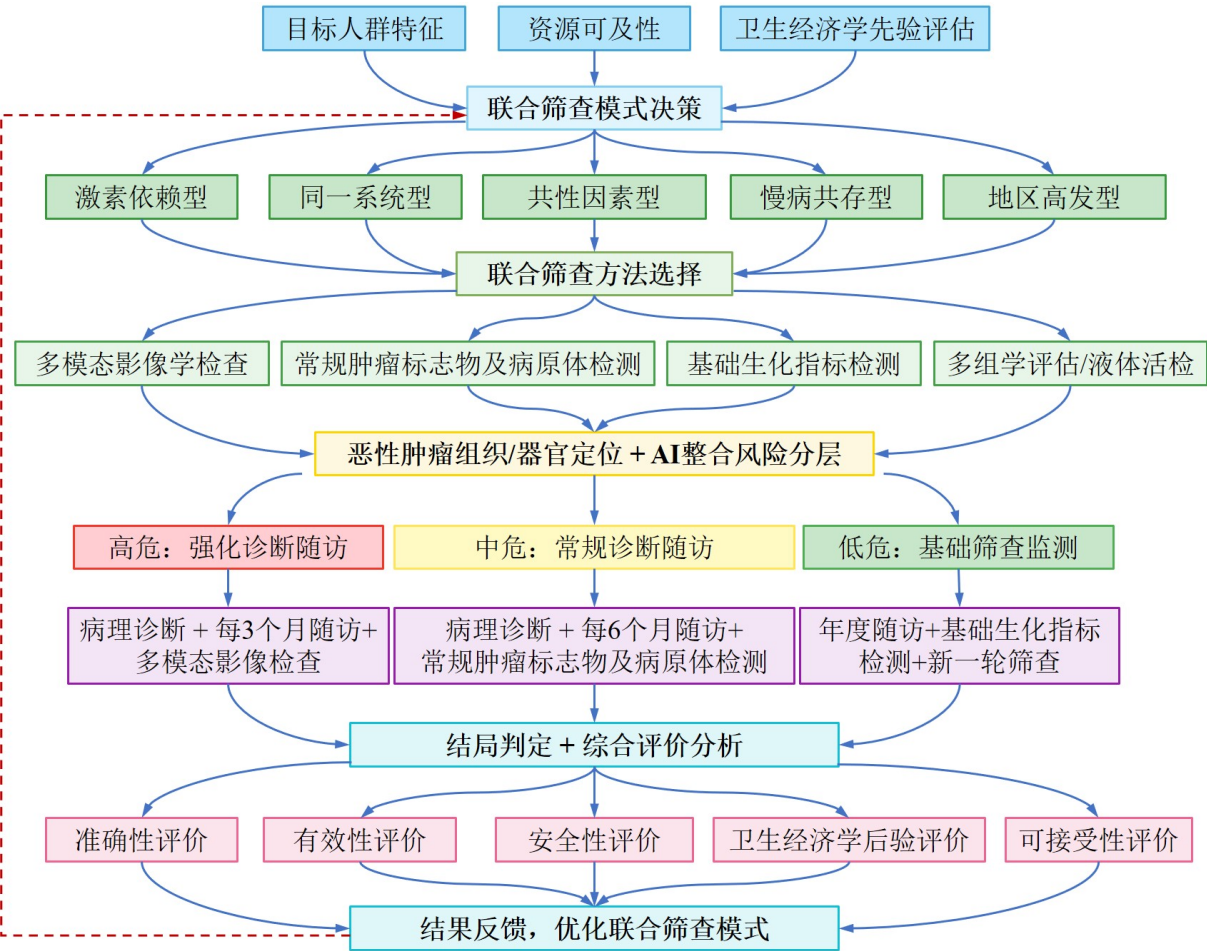 目标人群特征
资源可及性
卫生经济学先验评估
联合筛查模式决策
激素依赖型
同一系统型
共性因素型
慢病共存型
地区高发型
联合筛查方法选择
多模态影像学检查
常规肿瘤标志物及病原体检测
基础生化指标检测
多组学评估/液体活检
恶性肿瘤组织/器官定位 + AI整合风险分层
高危：强化诊断随访
中危：常规诊断随访
低危：基础筛查监测
病理诊断 + 每3个月随访+
多模态影像检查
病理诊断 + 每6个月随访+
常规肿瘤标志物及病原体检测
年度随访+基础生化指标
检测+新一轮筛查
结局判定 + 综合评价分析
准确性评价
有效性评价
安全性评价
卫生经济学后验评价
可接受性评价
结果反馈，优化联合筛查模式